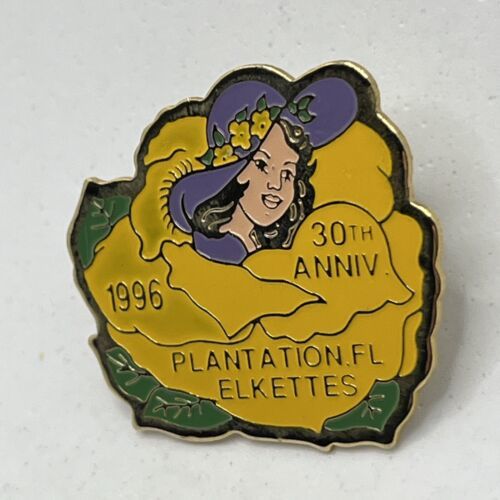 30TH
ANNIV.
1996
PLANTATION.FL
ELKETTES